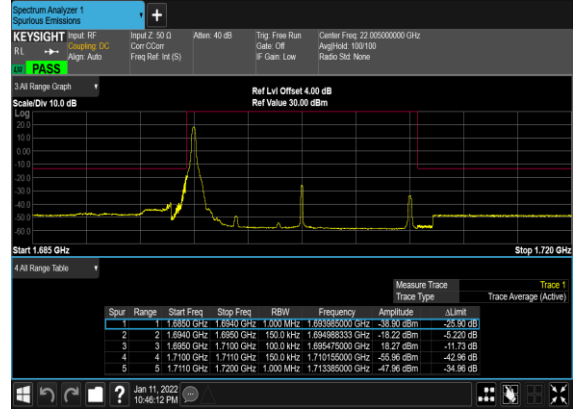 Spectrum Analyzer 1
Spurious Emissions
KEYSIGHT Input: RF Input Z: 50 Ω Atten: 40 dB Trig: Free Run Center Freq: 22.005000000 GHz
RL Coupling: DC Corr CCorr Gate: Off Avg|Hold: 100/100
Align: Auto Freq Ref: Int (S) IF Gain: Low Radio Std: None
PASS
3 All Range Graph
Ref Lvl Offset 4.00 dB
Scale/Div 10.0 dB Ref Value 30.00 dBm
Log
20.0
10.0
0.00
-10.0
-20.0
-30.0
-40.0
-50.0
-60.0
Start 1.685 GHz Stop 1.720 GHz
4 All Range Table
Measure Trace Trace 1
Trace Type Trace Average (Active)
Spur Range Start Freq Stop Freq RBW Frequency Amplitude ΔLimit
1 1 1.6850 GHz 1.6940 GHz 1.000 MHz 1.693985000 GHz -38.90 dBm -25.90 dB
2 2 1.6940 GHz 1.6950 GHz 150.0 kHz 1.694988333 GHz -18.22 dBm -5.220 dB
3 3 1.6950 GHz 1.7100 GHz 100.0 kHz 1.695475000 GHz 18.27 dBm -11.73 dB
4 4 1.7100 GHz 1.7110 GHz 150.0 kHz 1.710155000 GHz -55.96 dBm -42.96 dB
5 5 1.7110 GHz 1.7200 GHz 1.000 MHz 1.713385000 GHz -47.96 dBm -34.96 dB
? Jan 11, 2022
10:46:12 PM